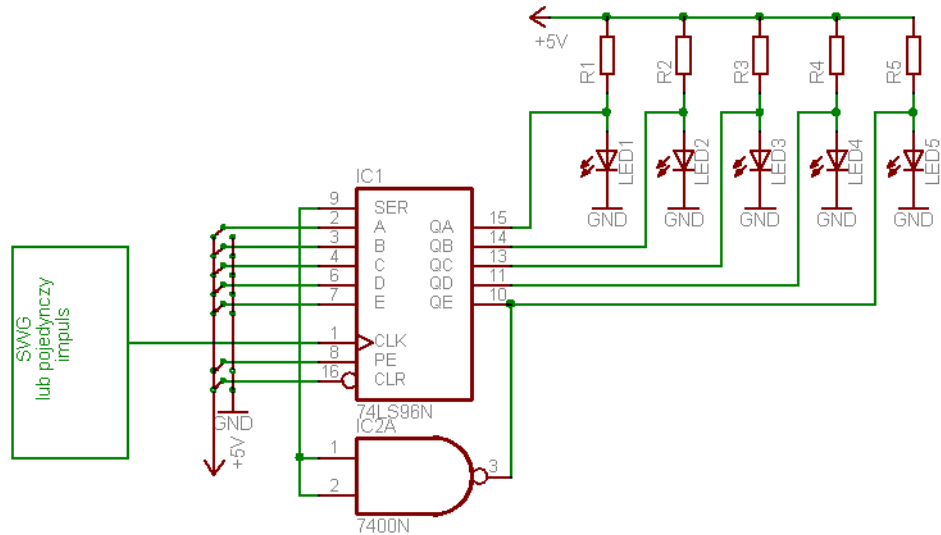 +5V
R1
R2
R3
R4
R5
LED1
LED2
LED3
LED4
LED5
GND
GND
GND
GND
GND
IC1
9 SER
2 A QA 15
3 B QB 14
4 C QC 13
6 D QD 11
7 E QE 10
1 CLK
8 PE
16 CLR
74LS96N
SWG
lub pojedynczy
impuls
GND
+5V
IC2A
1
2
3
7400N